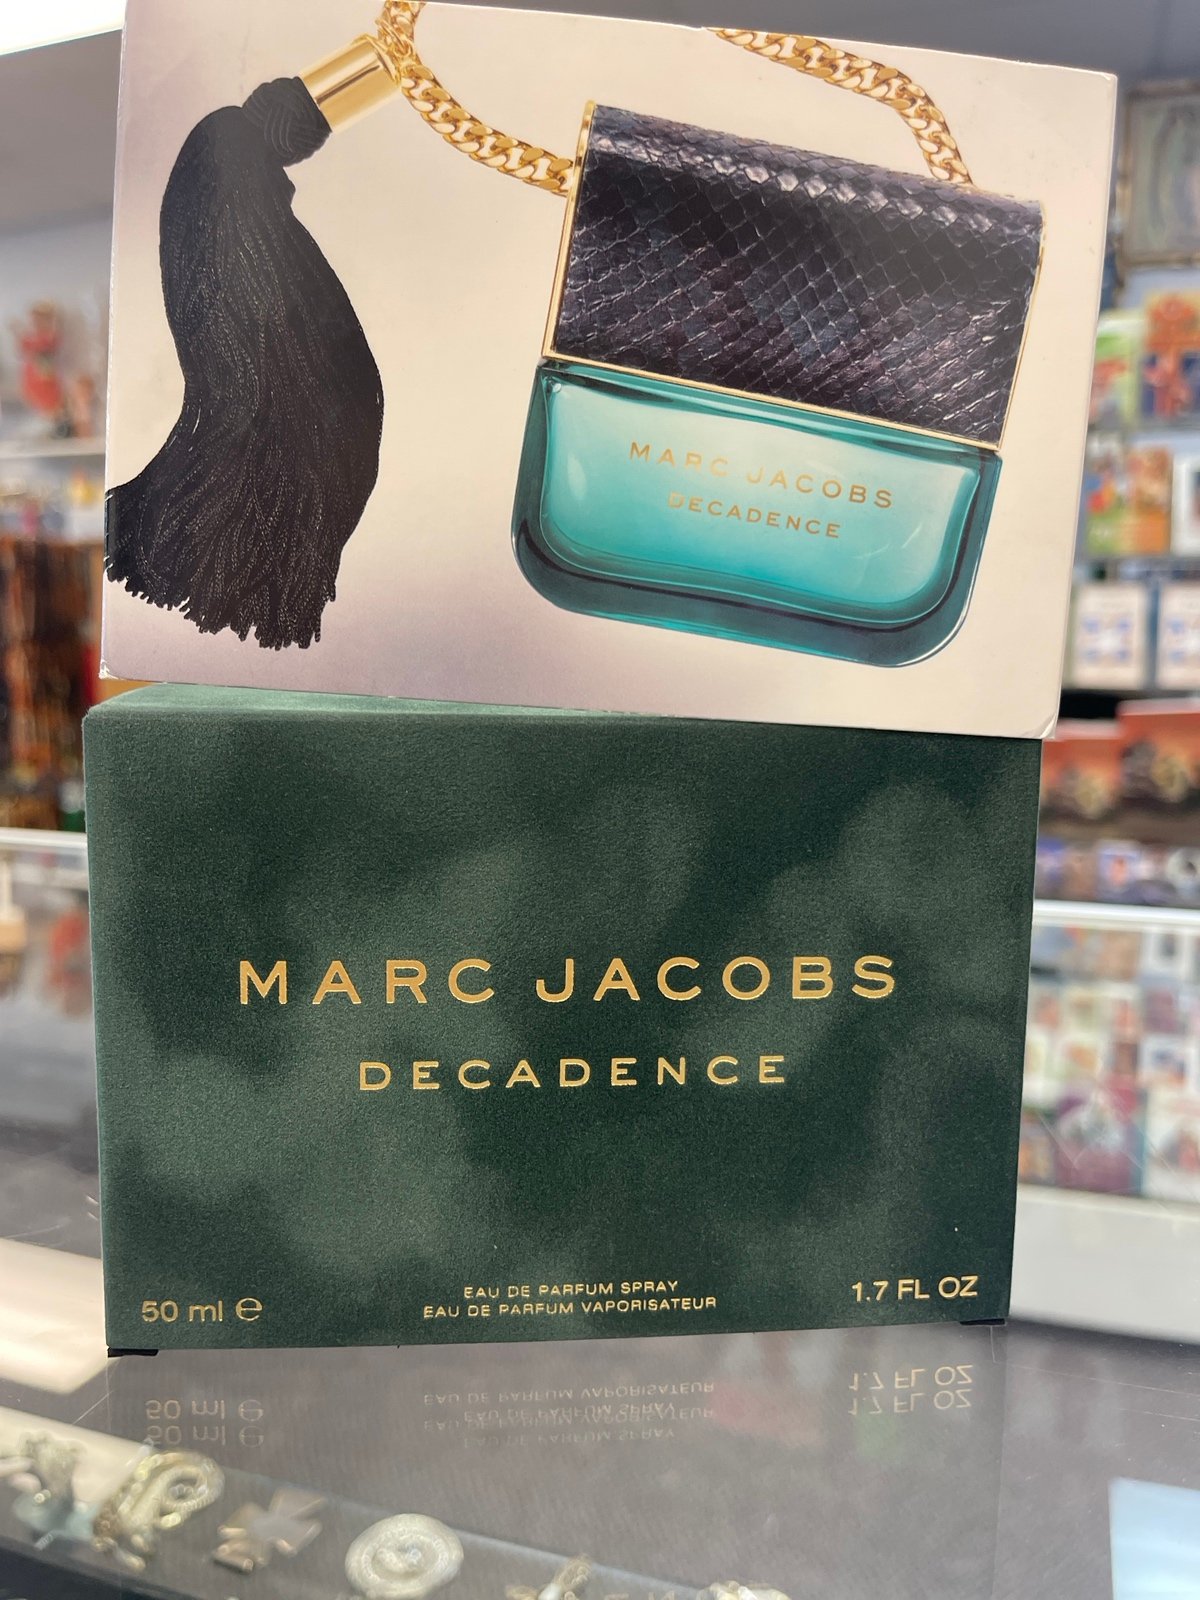 MARC JACOBS
DECADENCE
MARC JACOBS
DECADENCE
EAU DE PARFUM SPRAY
50 ml ℮ EAU DE PARFUM VAPORISATEUR 1.7 FL OZ